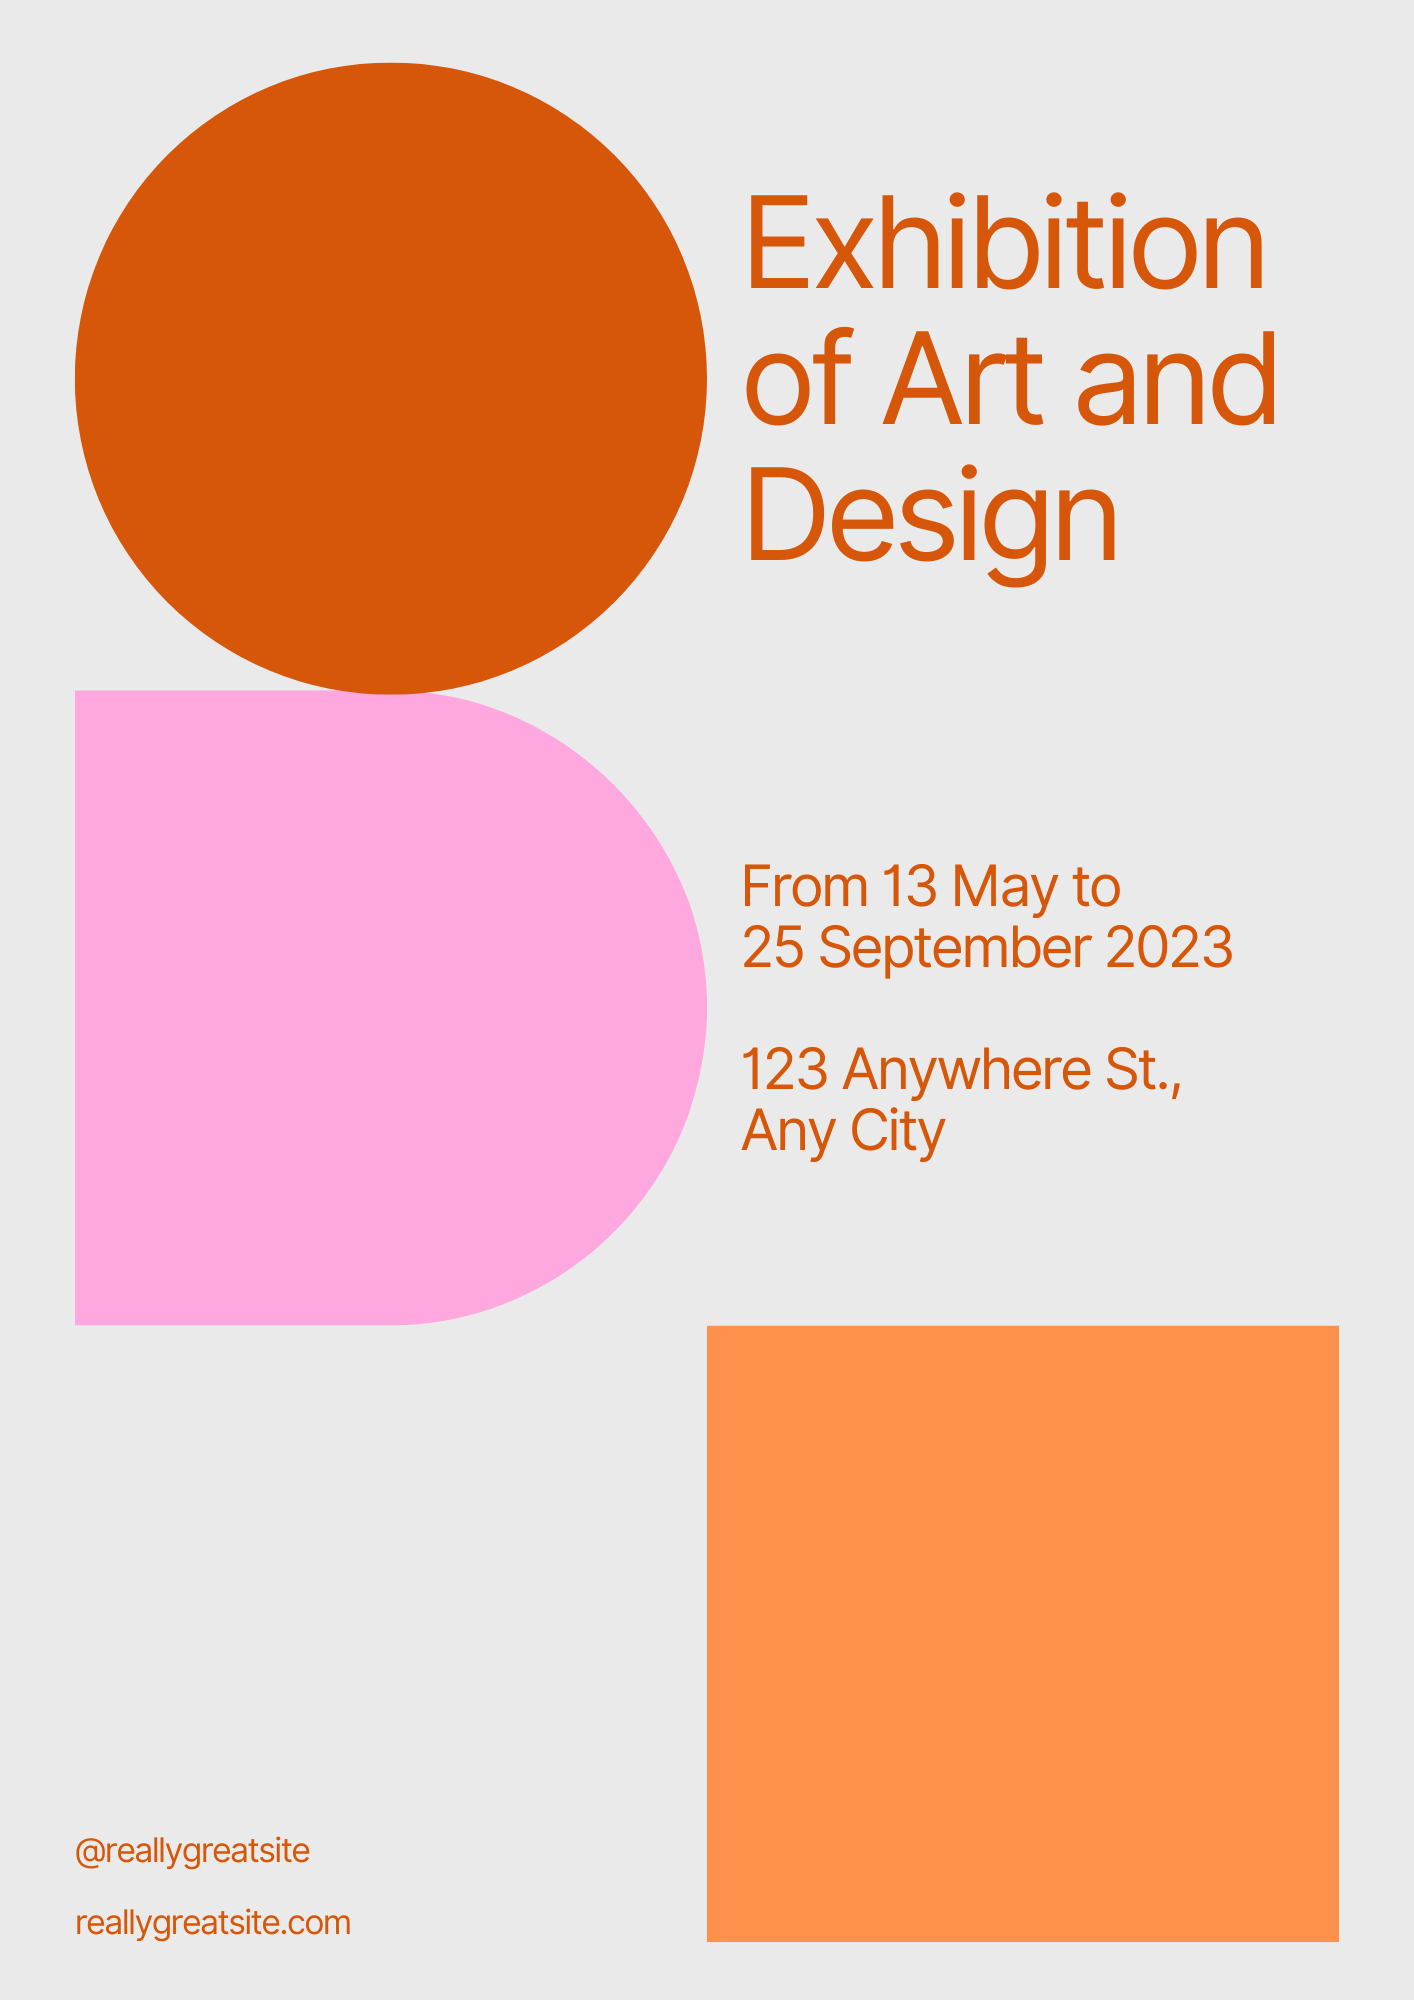 Exhibition
of Art and
Design
From 13 May to
25 September 2023
123 Anywhere St.,
Any City
@reallygreatsite
reallygreatsite.com